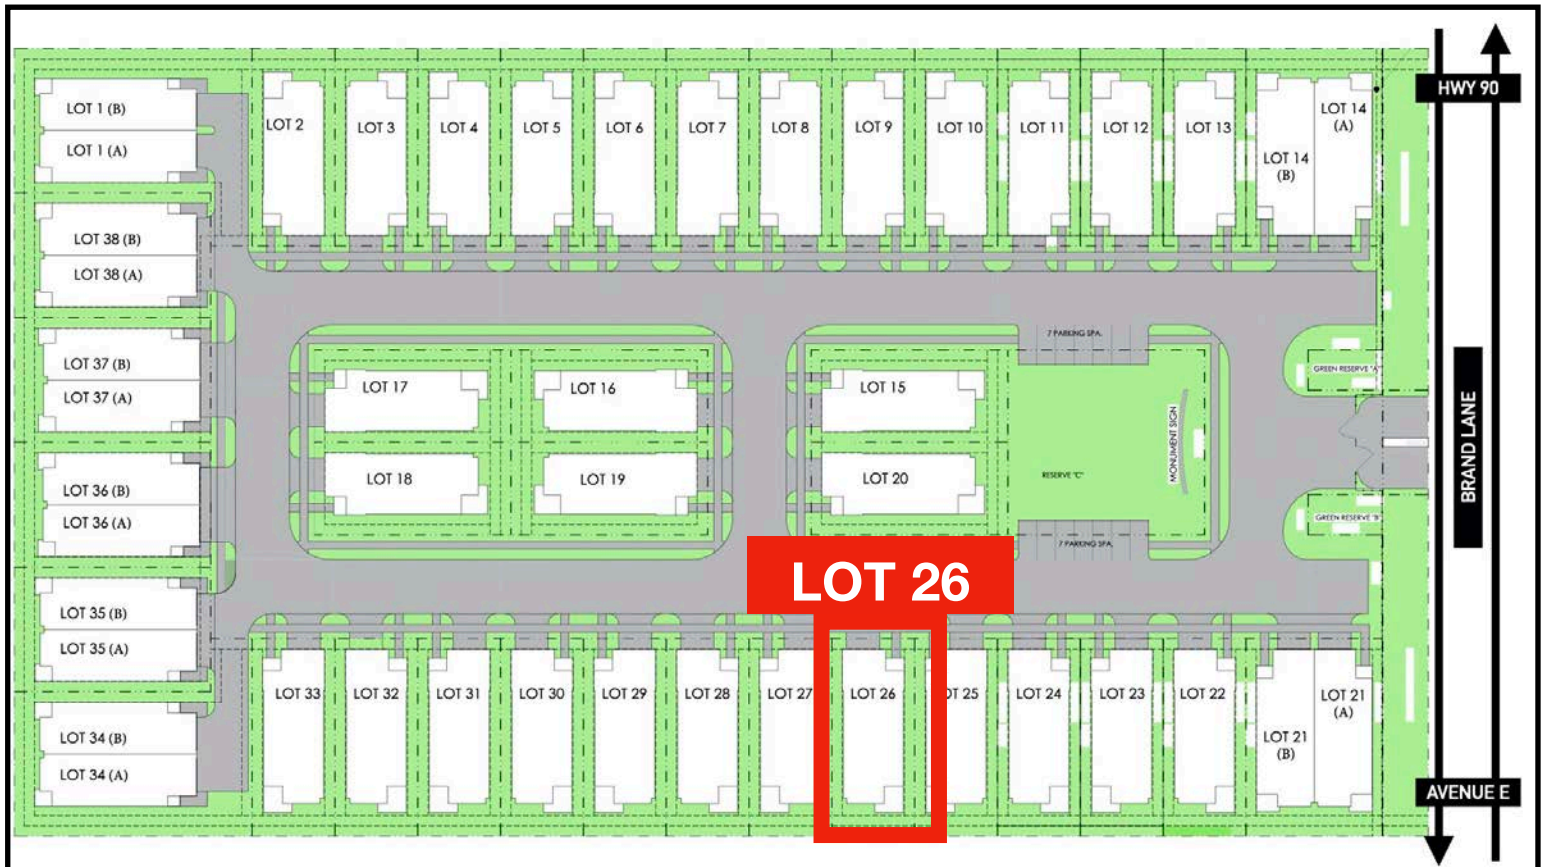 LOT 1 (B)
LOT 1 (A)
LOT 2
LOT 3
LOT 4
LOT 5
LOT 6
LOT 7
LOT 8
LOT 9
LOT 10
LOT 11
LOT 12
LOT 13
LOT 14
(B)
LOT 14
(A)
HWY 90
LOT 38 (B)
LOT 38 (A)
LOT 37 (B)
LOT 37 (A)
LOT 36 (B)
LOT 36 (A)
LOT 35 (B)
LOT 35 (A)
LOT 34 (B)
LOT 34 (A)
LOT 17
LOT 16
LOT 15
LOT 18
LOT 19
LOT 20
7 PARKING SPA.
RESERVE "C"
MONUMENT SIGN
7 PARKING SPA.
GREEN RESERVE "A"
GREEN RESERVE "B"
BRAND LANE
LOT 26
LOT 33
LOT 32
LOT 31
LOT 30
LOT 29
LOT 28
LOT 27
LOT 26
LOT 25
LOT 24
LOT 23
LOT 22
LOT 21
(B)
LOT 21
(A)
AVENUE E